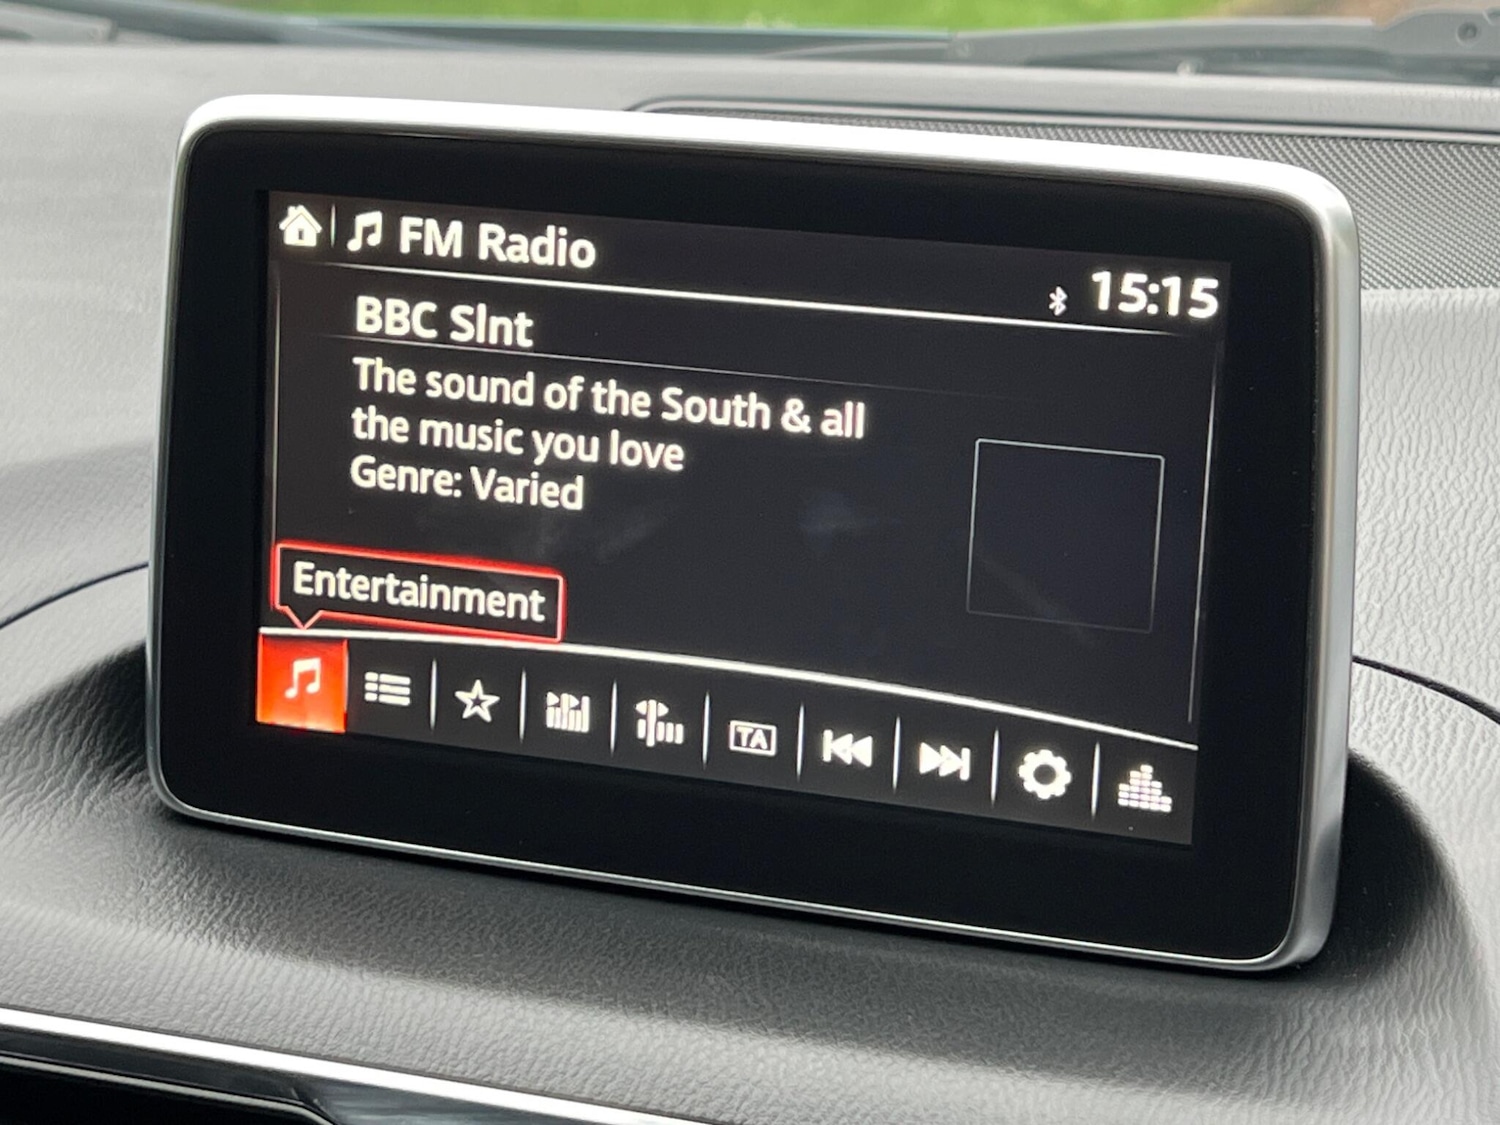 FM Radio
15:15
BBC Slnt
The sound of the South & all
the music you love
Genre: Varied
Entertainment
TA